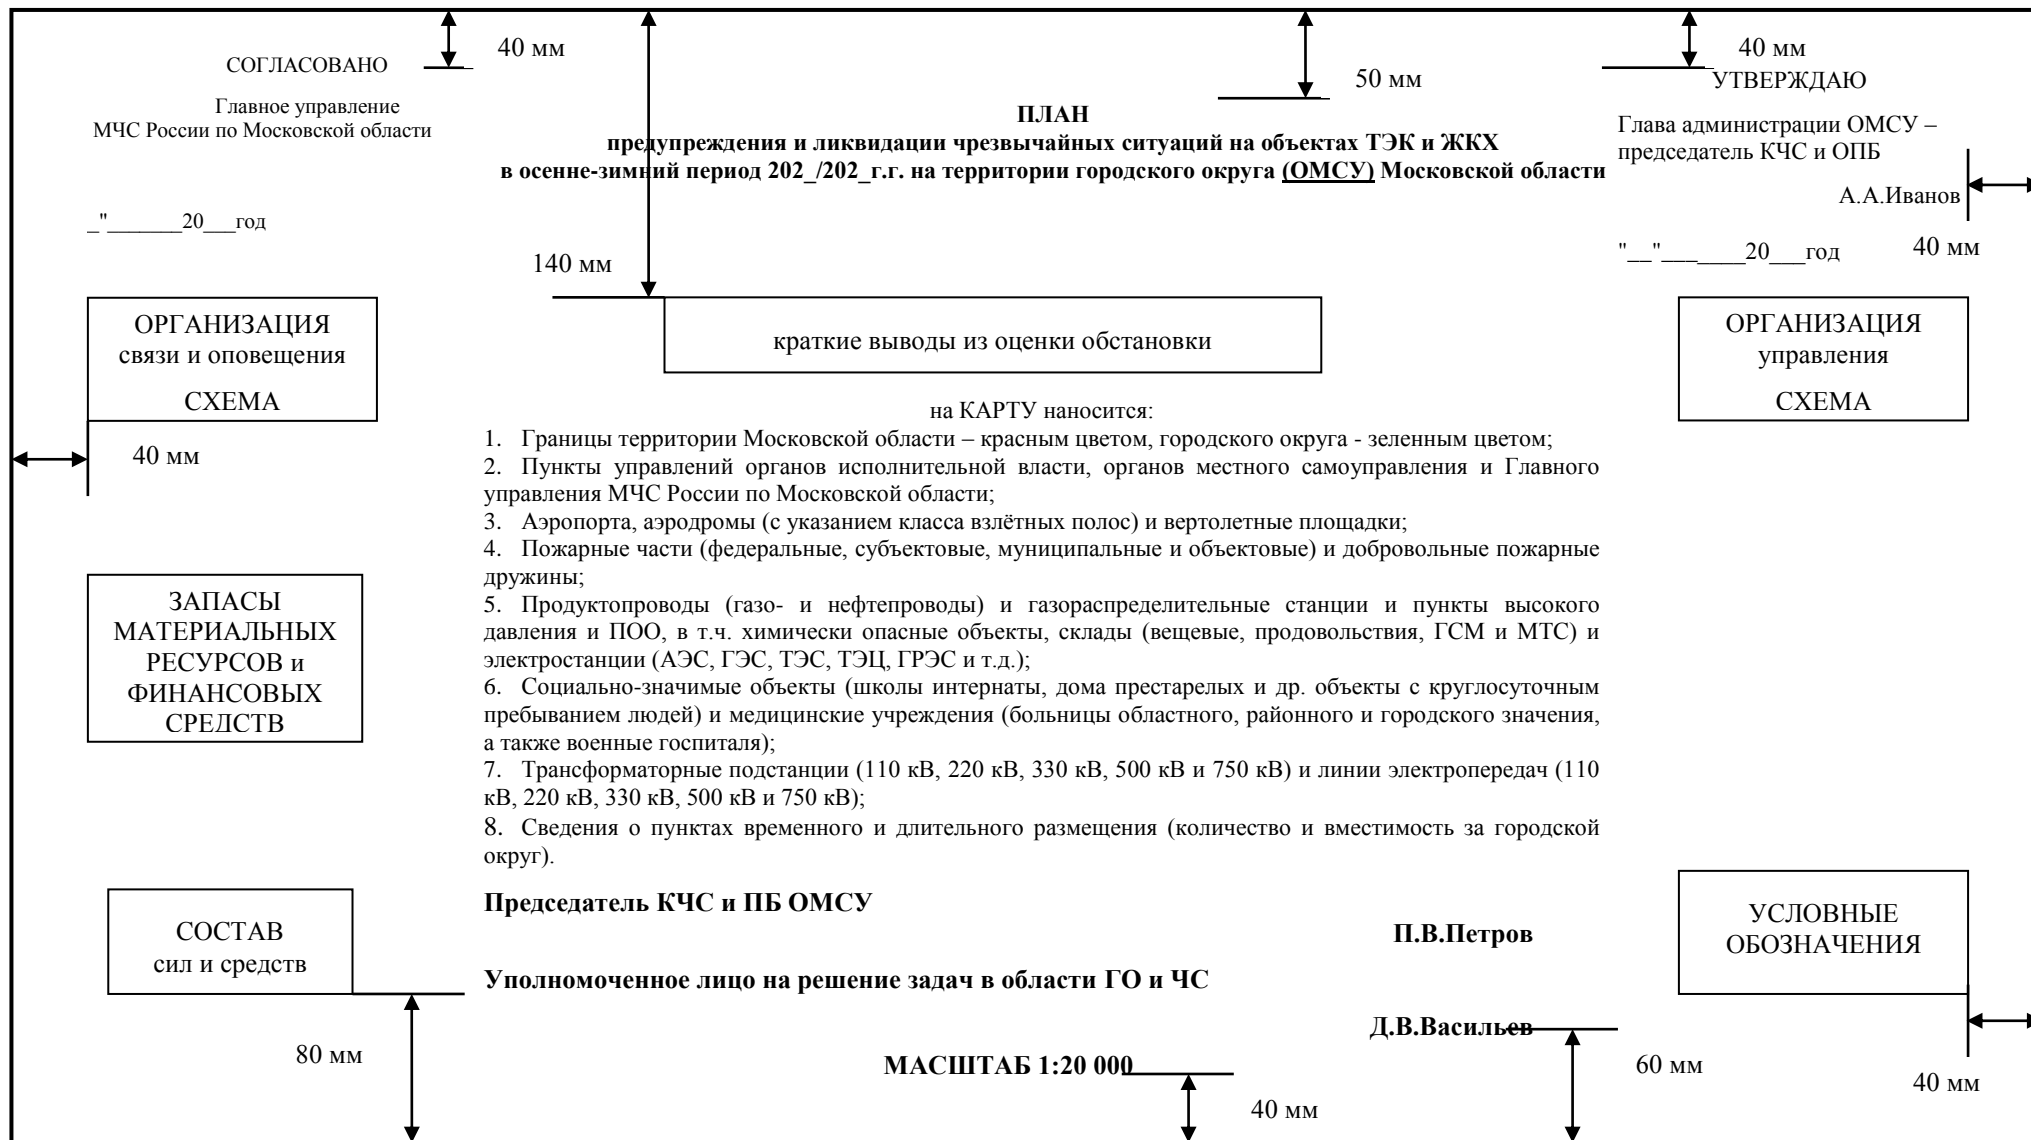 40 мм
40 мм
СОГЛАСОВАНО
50 мм
УТВЕРЖДАЮ
Главное управление
МЧС России по Московской области
ПЛАН
предупреждения и ликвидации чрезвычайных ситуаций на объектах ТЭК и ЖКХ
в осенне-зимний период 202_/202_г.г. на территории городского округа (ОМСУ) Московской области
Глава администрации ОМСУ –
председатель КЧС и ОПБ
А.А.Иванов
_"_______20___год
"__"________20___год
40 мм
140 мм
ОРГАНИЗАЦИЯ
связи и оповещения
СХЕМА
краткие выводы из оценки обстановки
ОРГАНИЗАЦИЯ
управления
СХЕМА
40 мм
на КАРТУ наносится:
1. Границы территории Московской области – красным цветом, городского округа - зеленным цветом;
2. Пункты управлений органов исполнительной власти, органов местного самоуправления и Главного
управления МЧС России по Московской области;
3. Аэропорта, аэродромы (с указанием класса взлётных полос) и вертолетные площадки;
4. Пожарные части (федеральные, субъектовые, муниципальные и объектовые) и добровольные пожарные
дружины;
5. Продуктопроводы (газо- и нефтепроводы) и газораспределительные станции и пункты высокого
давления и ПОО, в т.ч. химически опасные объекты, склады (вещевые, продовольствия, ГСМ и МТС) и
электростанции (АЭС, ГЭС, ТЭС, ТЭЦ, ГРЭС и т.д.);
6. Социально-значимые объекты (школы интернаты, дома престарелых и др. объекты с круглосуточным
пребыванием людей) и медицинские учреждения (больницы областного, районного и городского значения,
а также военные госпиталя);
7. Трансформаторные подстанции (110 кВ, 220 кВ, 330 кВ, 500 кВ и 750 кВ) и линии электропередач (110
кВ, 220 кВ, 330 кВ, 500 кВ и 750 кВ);
8. Сведения о пунктах временного и длительного размещения (количество и вместимость за городской
округ).
ЗАПАСЫ
МАТЕРИАЛЬНЫХ
РЕСУРСОВ и
ФИНАНСОВЫХ
СРЕДСТВ
СОСТАВ
сил и средств
Председатель КЧС и ПБ ОМСУ
П.В.Петров
Уполномоченное лицо на решение задач в области ГО и ЧС
Д.В.Васильев
УСЛОВНЫЕ
ОБОЗНАЧЕНИЯ
80 мм
МАСШТАБ 1:20 000
60 мм
40 мм
40 мм